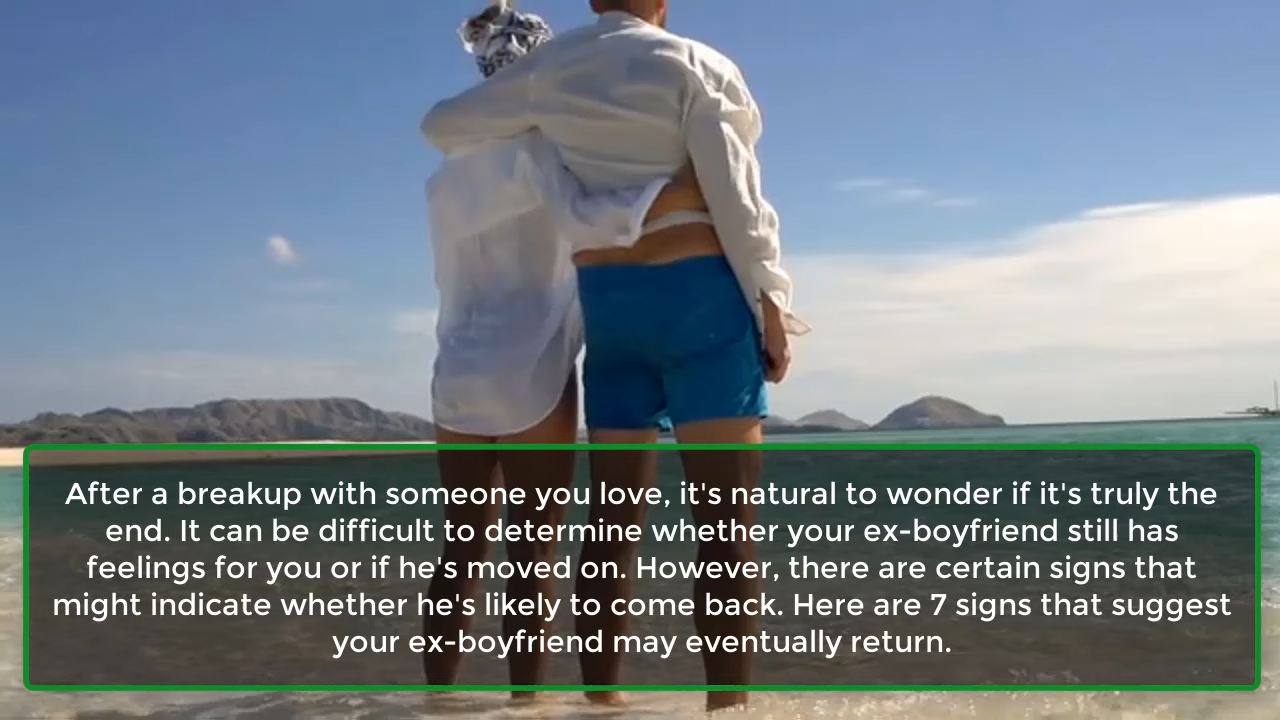 After a breakup with someone you love, it's natural to wonder if it's truly the
end. It can be difficult to determine whether your ex-boyfriend still has
feelings for you or if he's moved on. However, there are certain signs that
might indicate whether he's likely to come back. Here are 7 signs that suggest
your ex-boyfriend may eventually return.